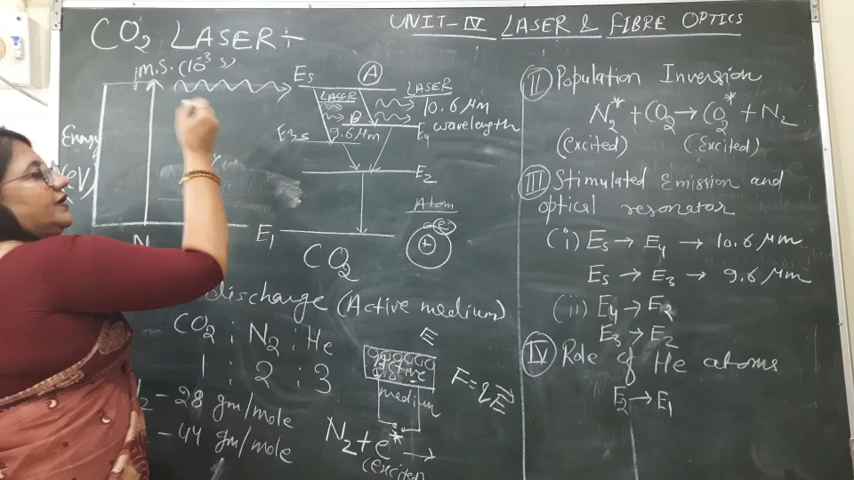 UNIT-IV LASER & FIBRE OPTICS
CO2 LASER:-
m.s. (10⁻³ s)
E5
A
LASER
10.6 μm
wavelength
LASER
B
9.6 μm
E3
E4
E2
Energy
(eV)
E1
CO2
Atom
+
e
discharge (Active medium)
CO2 : N2 : He
1 : 2 : 3
2 - 28 gm/mole
- 44 gm/mole
E
Active
medium
F = qE
N2 + e* →
(excited)
II Population Inversion
N2* + CO2 → CO2* + N2
(excited) (Excited)
III Stimulated Emission and
optical resonator
(i) E5 → E4 → 10.6 μm
E5 → E3 → 9.6 μm
(ii) E4 → E2
E3 → E2
IV Role of He atoms
E2 → E1